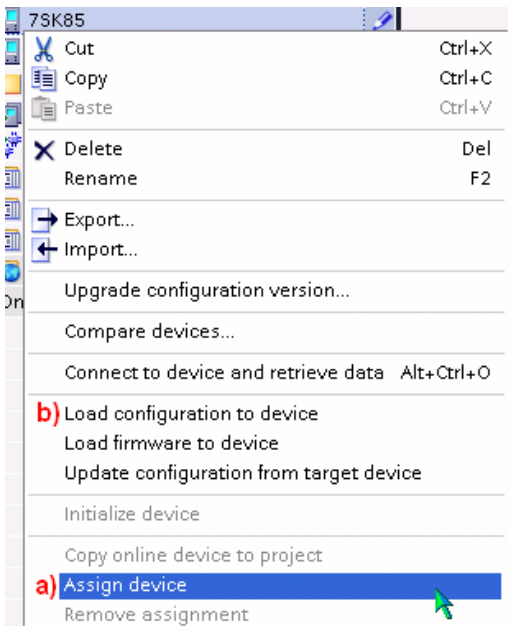 7SK85
Cut Ctrl+X
Copy Ctrl+C
Paste Ctrl+V
Delete Del
Rename F2
Export...
Import...
Upgrade configuration version...
Compare devices...
Connect to device and retrieve data Alt+Ctrl+O
b) Load configuration to device
Load firmware to device
Update configuration from target device
Initialize device
Copy online device to project
a) Assign device
Remove assignment